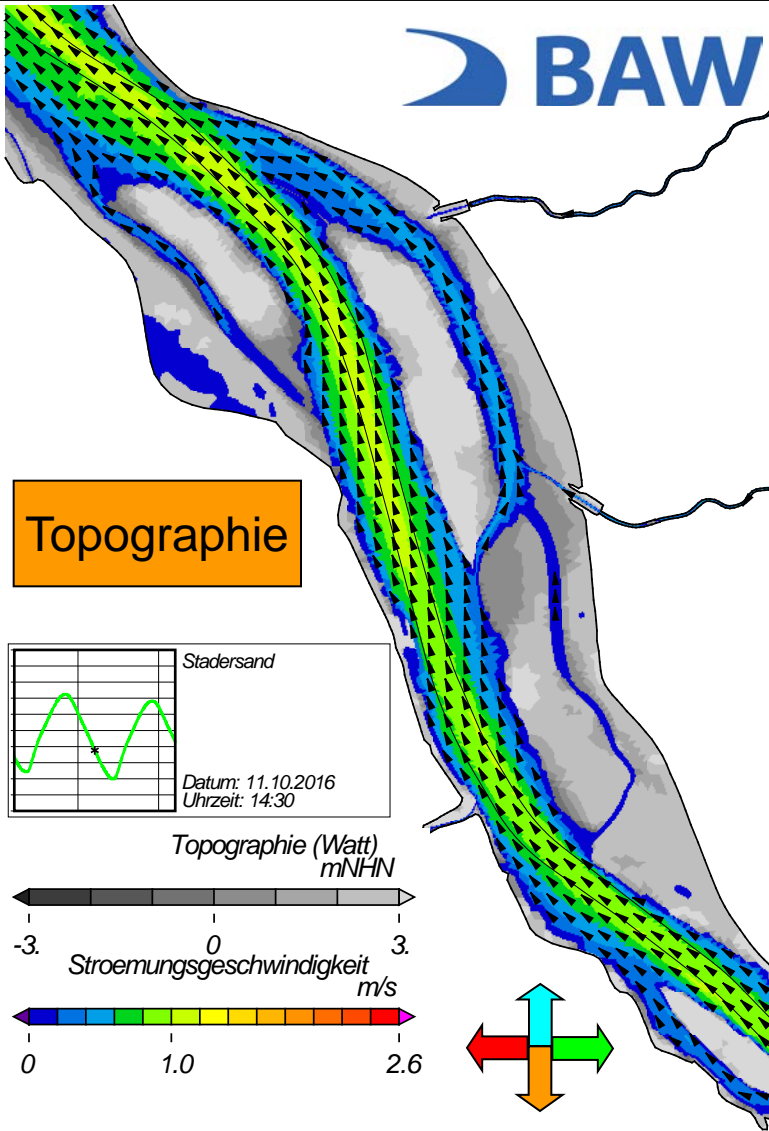 BAW
Topographie
Stadersand
Datum: 11.10.2016
Uhrzeit: 14:30
Topographie (Watt)
mNHN
-3. 0 3.
Stroemungsgeschwindigkeit
m/s
0 1.0 2.6